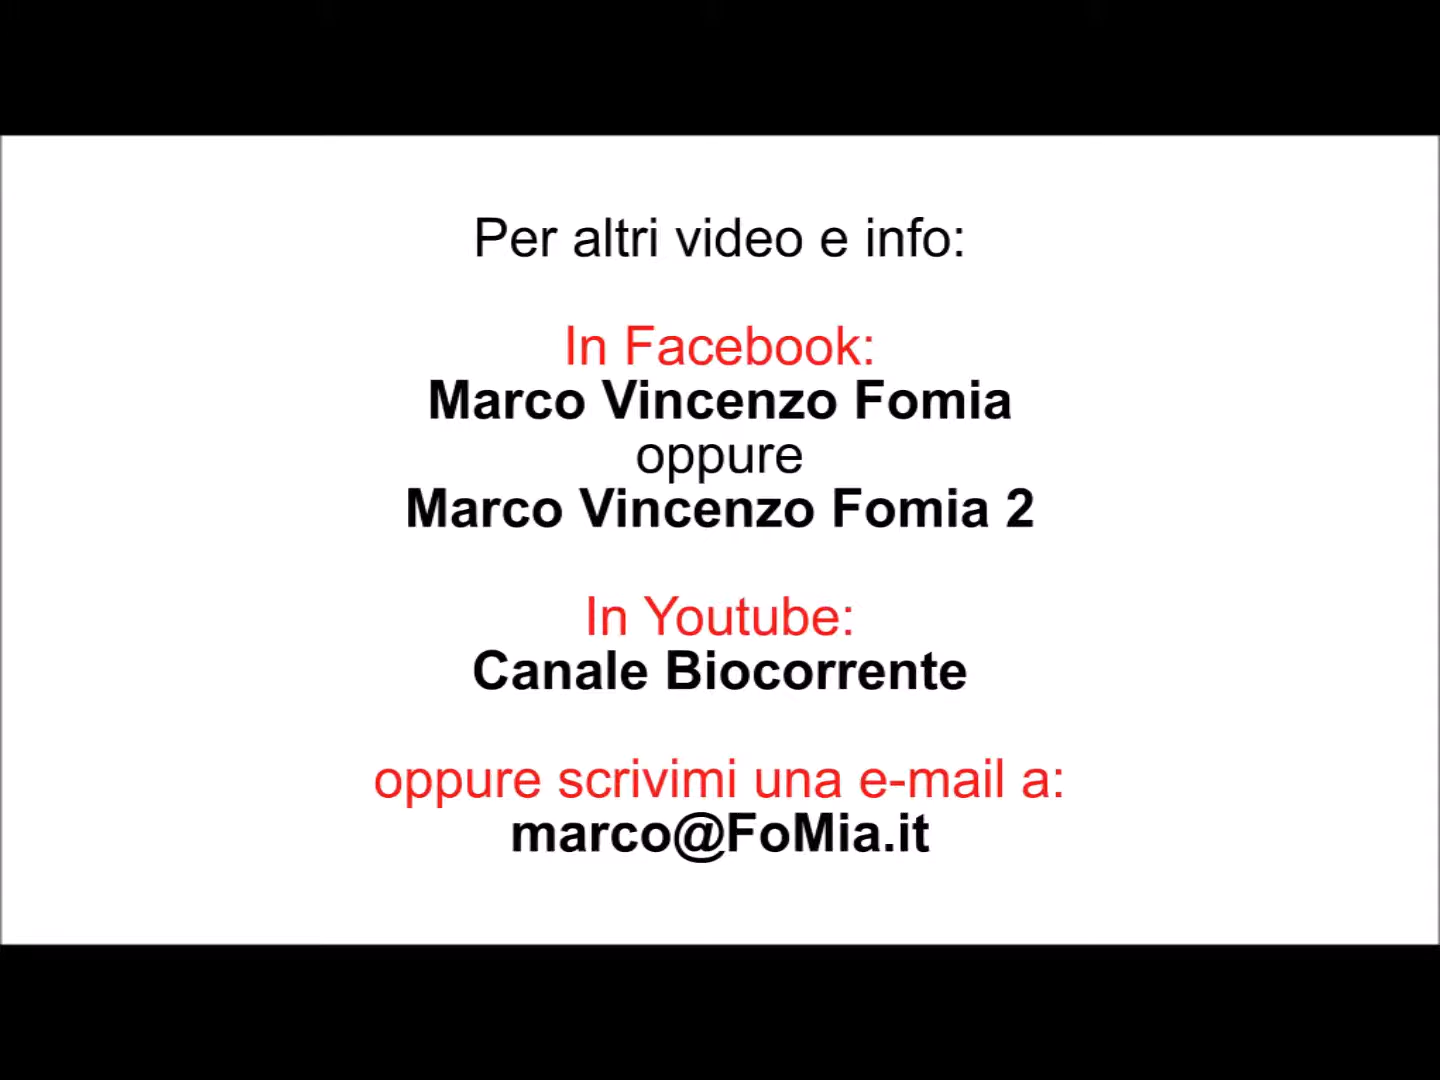 Per altri video e info:
In Facebook:
Marco Vincenzo Fomia
oppure
Marco Vincenzo Fomia 2
In Youtube:
Canale Biocorrente
oppure scrivimi una e-mail a:
marco@FoMia.it